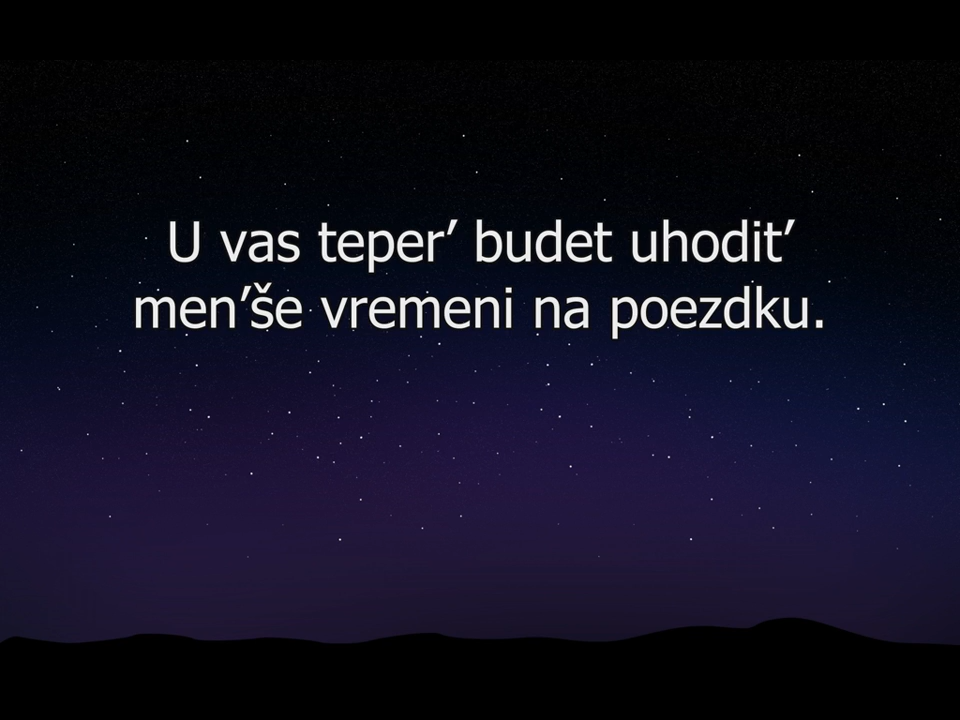 U vas teper’ budet uhodit’
men’še vremeni na poezdku.